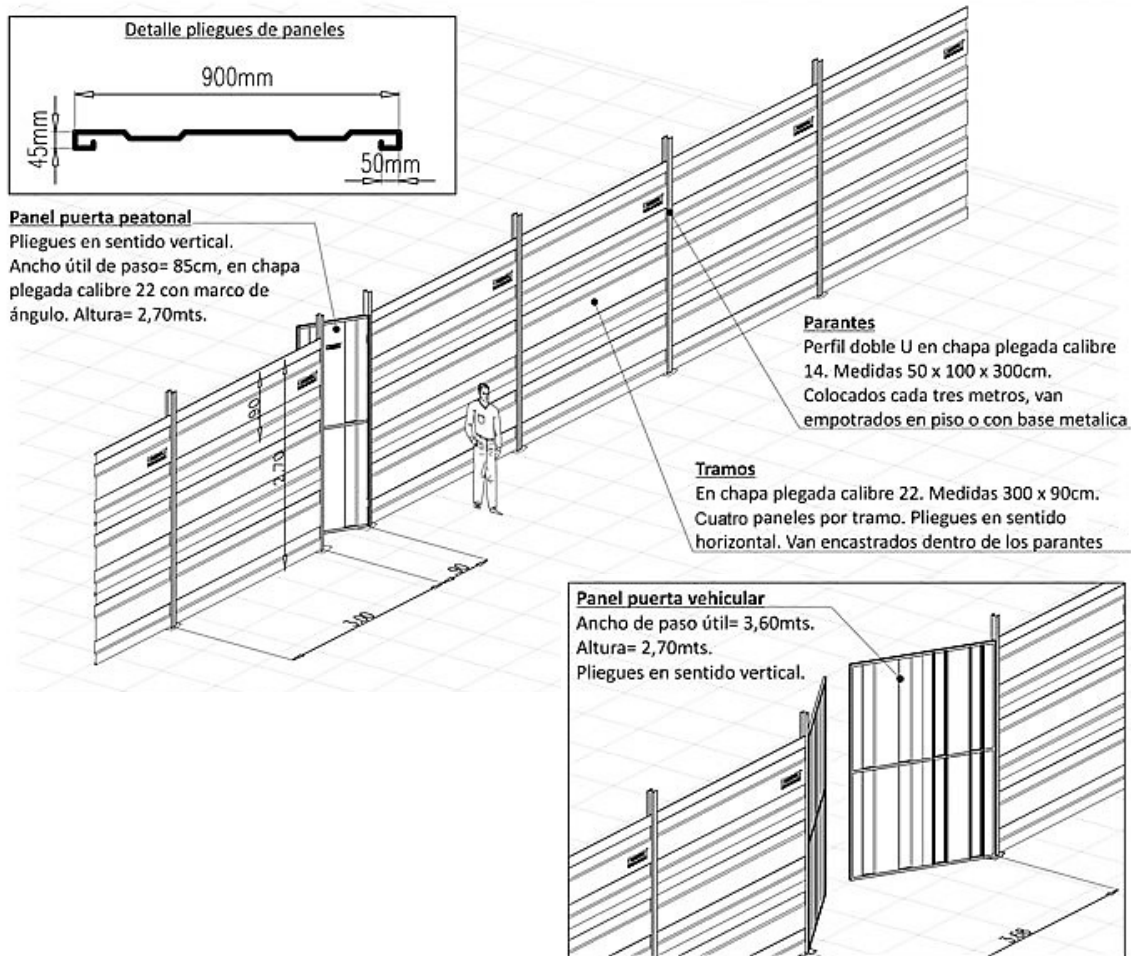 Detalle pliegues de paneles
900mm
45mm
50mm
Panel puerta peatonal
Pliegues en sentido vertical.
Ancho útil de paso= 85cm, en chapa
plegada calibre 22 con marco de
ángulo. Altura= 2,70mts.
Parantes
Perfil doble U en chapa plegada calibre
14. Medidas 50 x 100 x 300cm.
Colocados cada tres metros, van
empotrados en piso o con base metalica
Tramos
En chapa plegada calibre 22. Medidas 300 x 90cm.
Cuatro paneles por tramo. Pliegues en sentido
horizontal. Van encastrados dentro de los parantes
Panel puerta vehicular
Ancho de paso útil= 3,60mts.
Altura= 2,70mts.
Pliegues en sentido vertical.